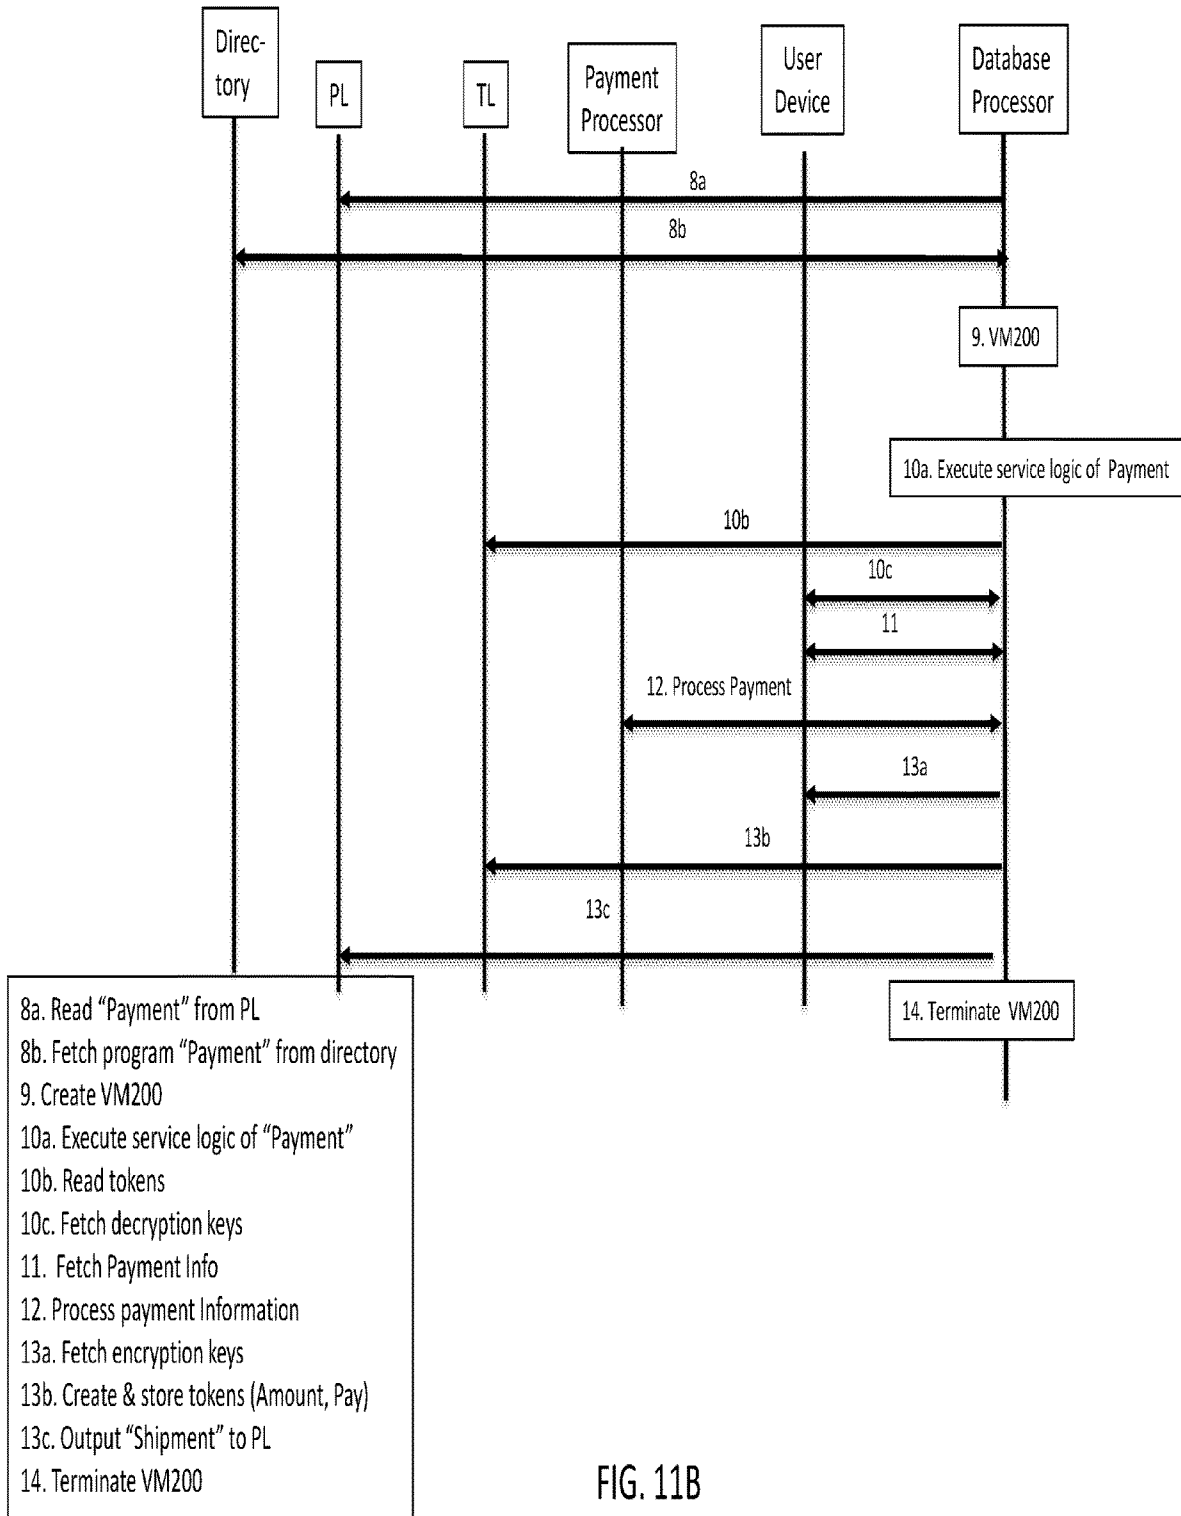 Direc-
tory
PL
TL
Payment
Processor
User
Device
Database
Processor
8a
8b
9. VM200
10a. Execute service logic of Payment
10b
10c
11
12. Process Payment
13a
13b
13c
14. Terminate VM200
8a. Read “Payment” from PL
8b. Fetch program “Payment” from directory
9. Create VM200
10a. Execute service logic of “Payment”
10b. Read tokens
10c. Fetch decryption keys
11. Fetch Payment Info
12. Process payment Information
13a. Fetch encryption keys
13b. Create & store tokens (Amount, Pay)
13c. Output “Shipment” to PL
14. Terminate VM200
FIG. 11B